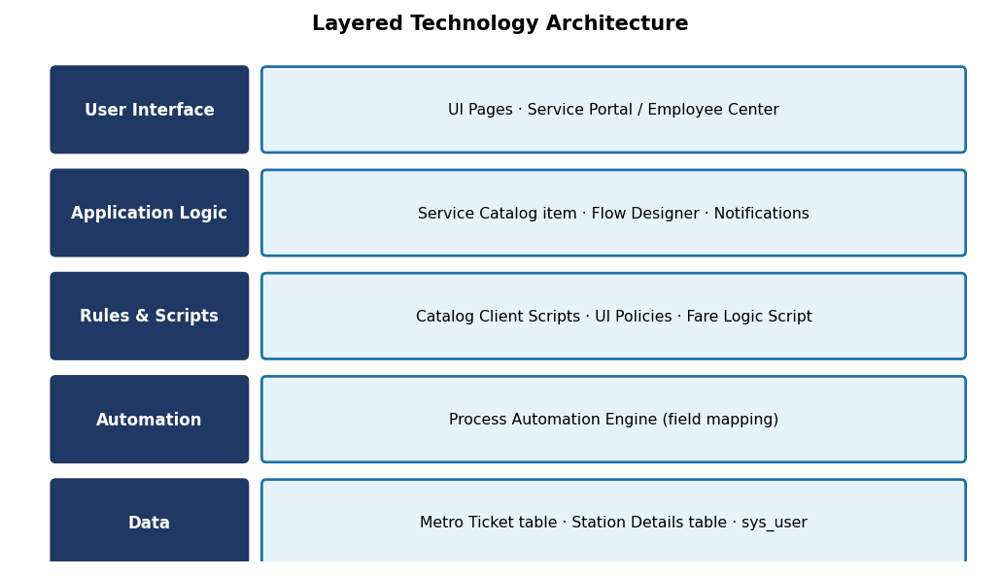 Layered Technology Architecture
User Interface
UI Pages · Service Portal / Employee Center
Application Logic
Service Catalog item · Flow Designer · Notifications
Rules & Scripts
Catalog Client Scripts · UI Policies · Fare Logic Script
Automation
Process Automation Engine (field mapping)
Data
Metro Ticket table · Station Details table · sys_user